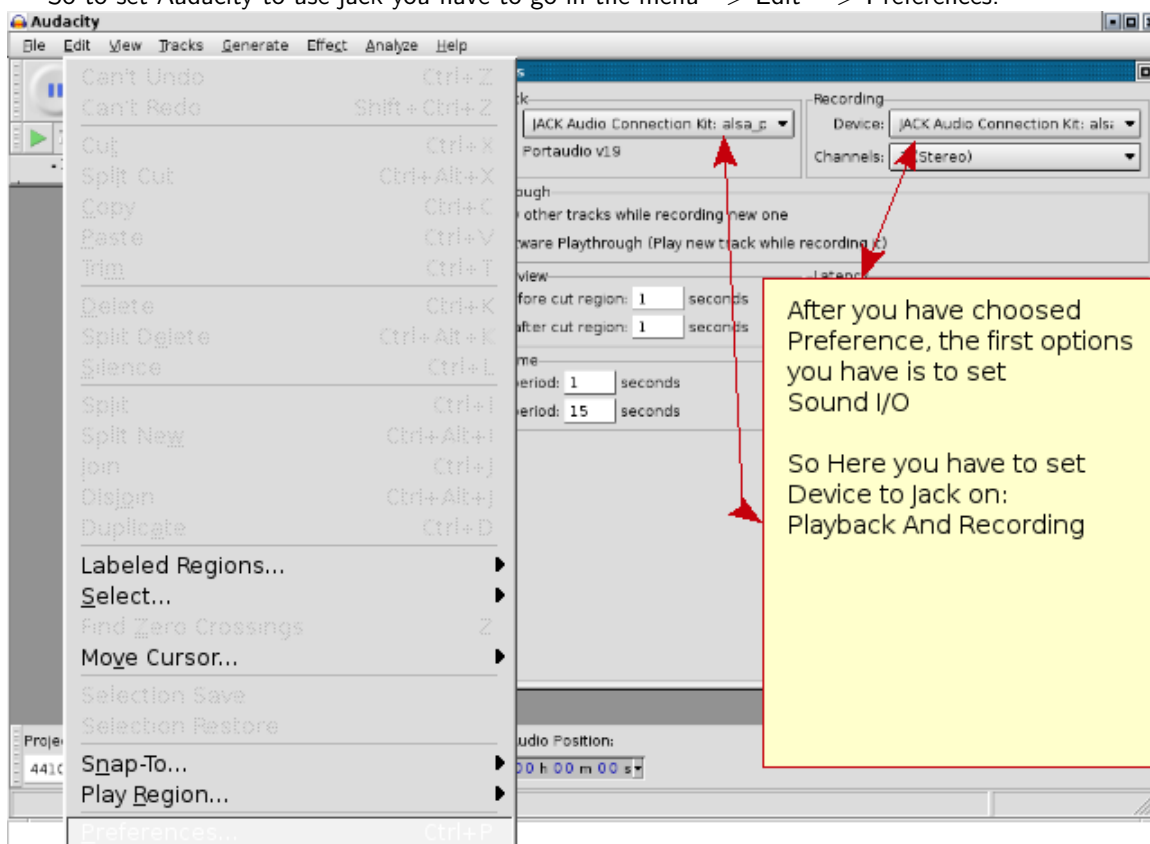 So to set Audacity to use jack you have to go in the menu −> Edit −> Preferences.
Audacity
File Edit View Tracks Generate Effect Analyze Help
Can't Undo Ctrl+Z
Can't Redo Shift+Ctrl+Z
Cut Ctrl+X
Split Cut Ctrl+Alt+X
Copy Ctrl+C
Paste Ctrl+V
Trim Ctrl+T
Delete Ctrl+K
Split Delete Ctrl+Alt+K
Silence Ctrl+L
Split Ctrl+I
Split New Ctrl+Alt+I
Join Ctrl+J
Disjoin Ctrl+Alt+J
Duplicate Ctrl+D
Labeled Regions...
Select...
Find Zero Crossings Z
Move Cursor...
Selection Save
Selection Restore
Snap-To...
Play Region...
Preferences... Ctrl+P
s
k
JACK Audio Connection Kit: alsa_p
Portaudio v19
Recording
Device: JACK Audio Connection Kit: alsa
Channels: (Stereo)
ough
other tracks while recording new one
tware Playthrough (Play new track while recording it)
view
fore cut region: 1 seconds
after cut region: 1 seconds
Latency
me
period: 1 seconds
period: 15 seconds
After you have choosed
Preference, the first options
you have is to set
Sound I/O
So Here you have to set
Device to Jack on:
Playback And Recording
Proje
4410
udio Position:
00 h 00 m 00 s